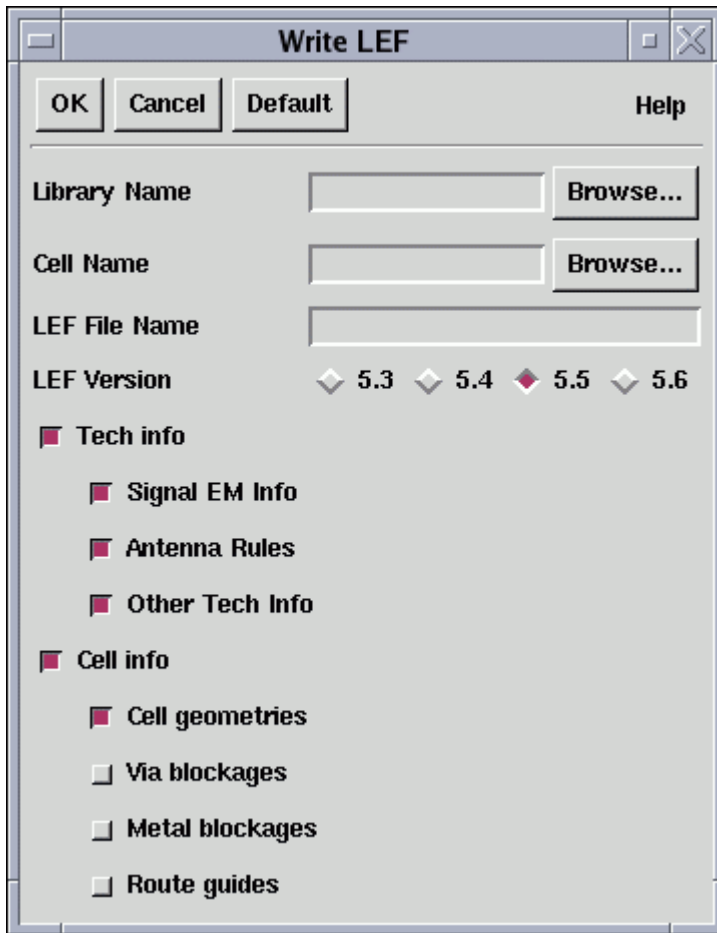 Write LEF
OK Cancel Default Help
Library Name Browse...
Cell Name Browse...
LEF File Name
LEF Version 5.3 5.4 5.5 5.6
Tech info
Signal EM Info
Antenna Rules
Other Tech Info
Cell info
Cell geometries
Via blockages
Metal blockages
Route guides